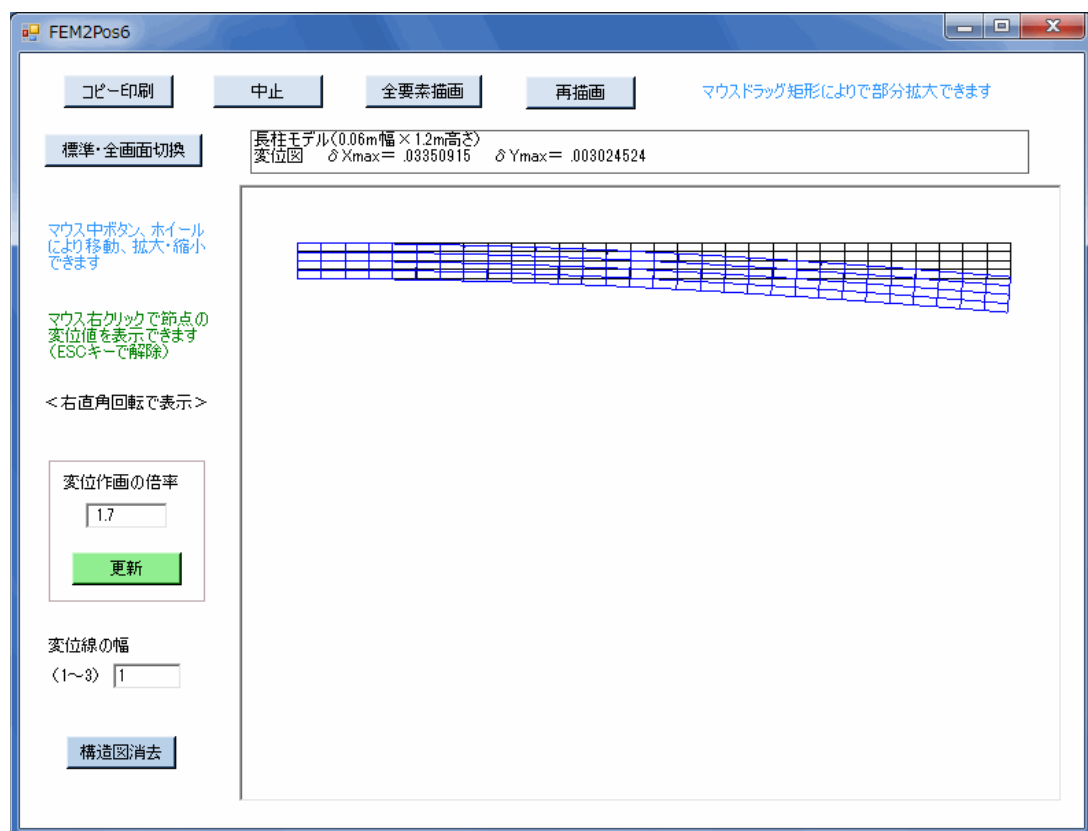 FEM2Pos6
コピー印刷 中止 全要素描画 再描画 マウスドラッグ矩形によりで部分拡大できます
標準・全画面切換
長柱モデル(0.06m幅×1.2m高さ)
変位図 δXmax= .03350915 δYmax= .003024524
マウス中ボタン、ホイール
により移動、拡大・縮小
できます
マウス右クリックで節点の
変位値を表示できます
(ESCキーで解除)
<右直角回転で表示>
変位作画の倍率
1.7
更新
変位線の幅
(1~3) 1
構造図消去